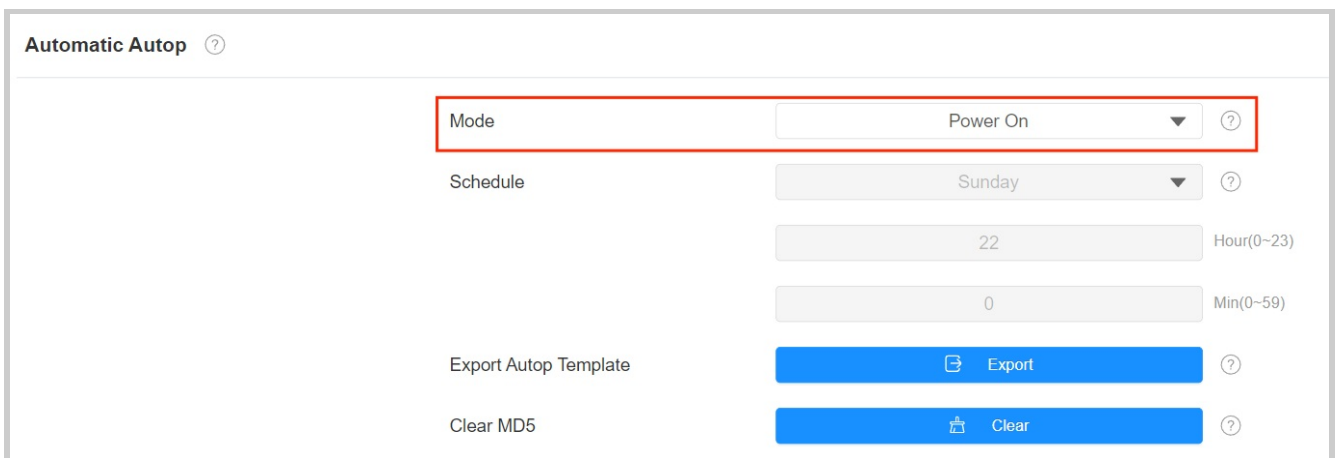 Automatic Autop ?
Mode Power On ?
Schedule Sunday ?
22 Hour(0~23)
0 Min(0~59)
Export Autop Template Export ?
Clear MD5 Clear ?